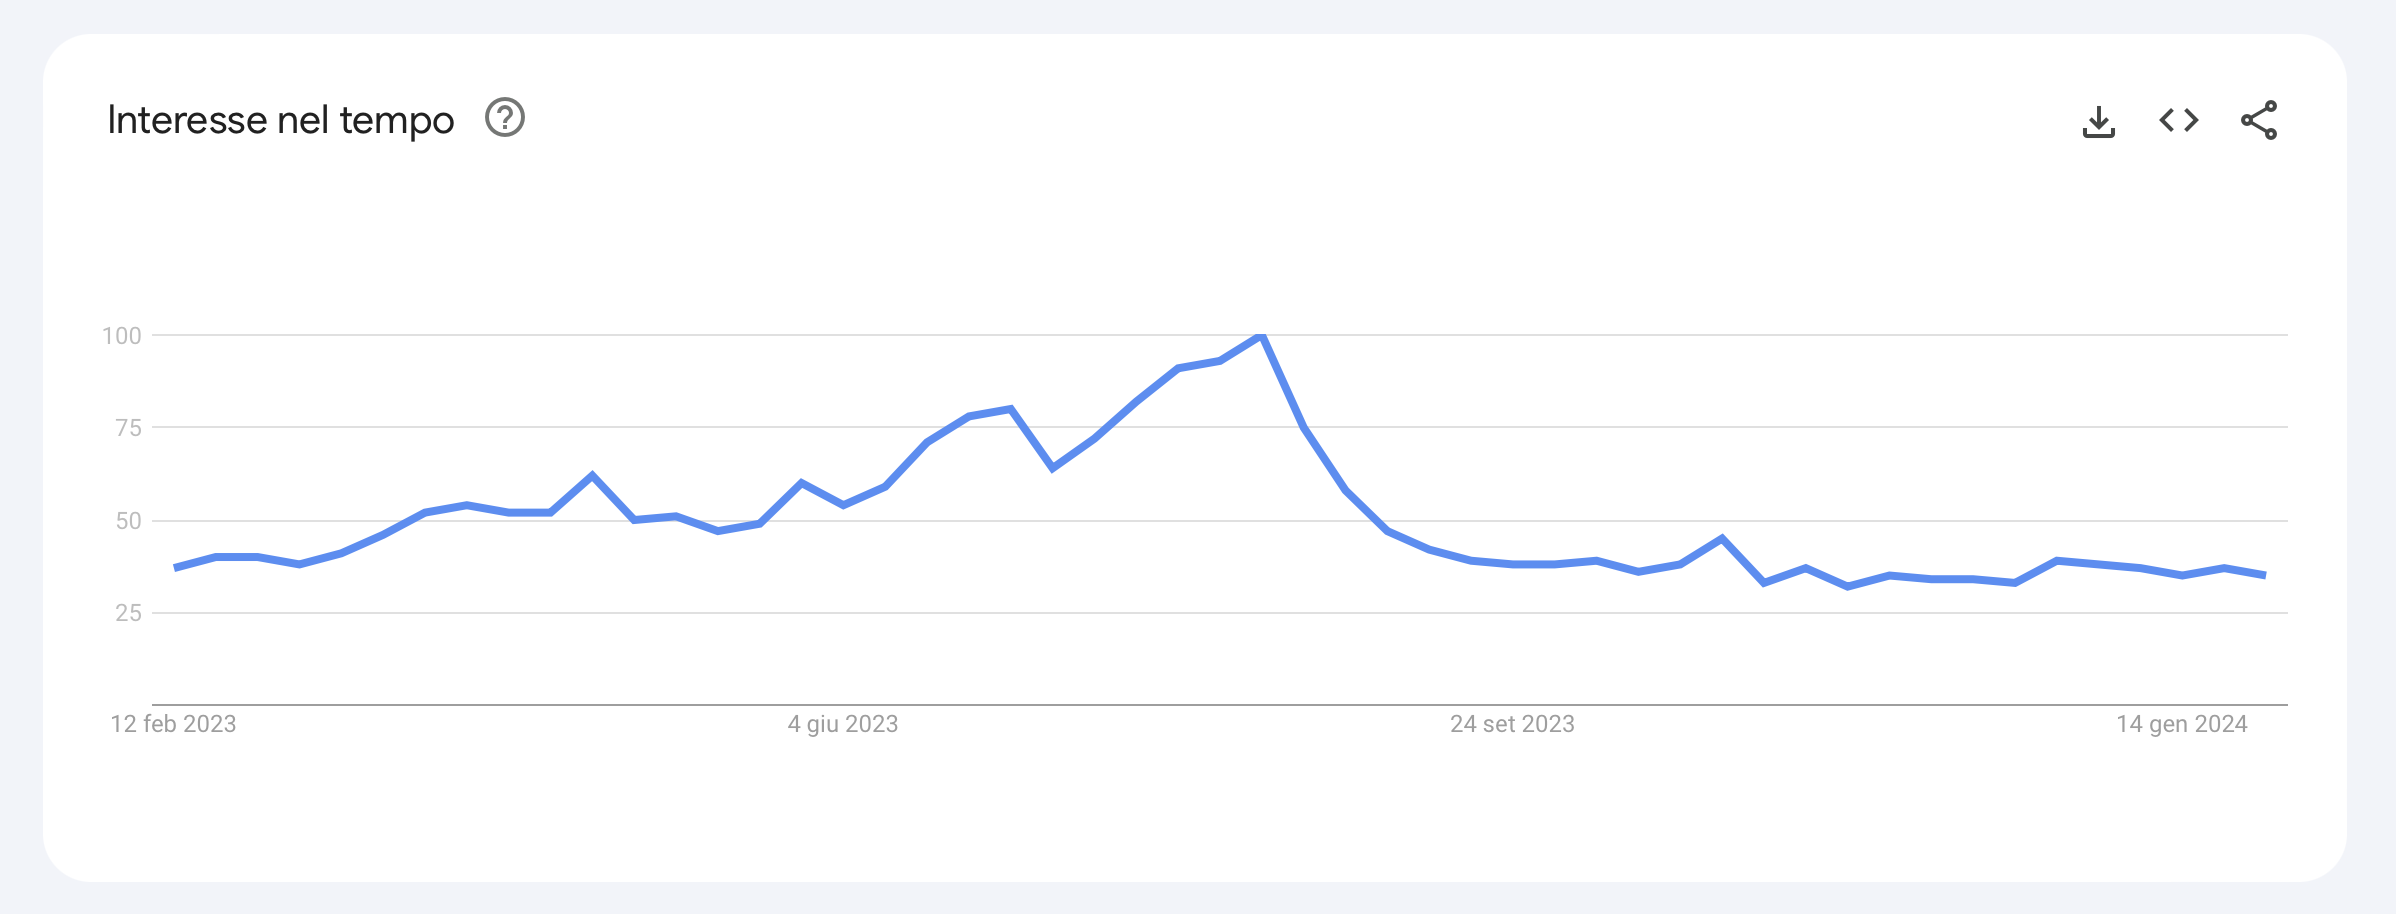 Interesse nel tempo
100
75
50
25
12 feb 2023
4 giu 2023
24 set 2023
14 gen 2024